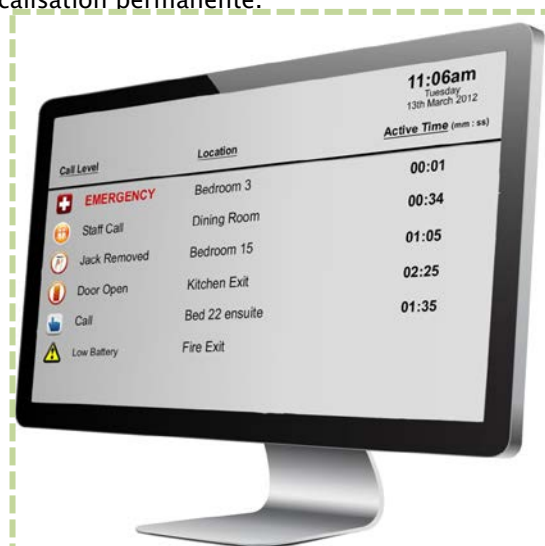 calisation permanente.
11:06am
Tuesday
13th March 2012
Call Level Location Active Time (mm : ss)
EMERGENCY Bedroom 3 00:01
Staff Call Dining Room 00:34
Jack Removed Bedroom 15 01:05
Door Open Kitchen Exit 02:25
Call Bed 22 ensuite 01:35
Low Battery Fire Exit